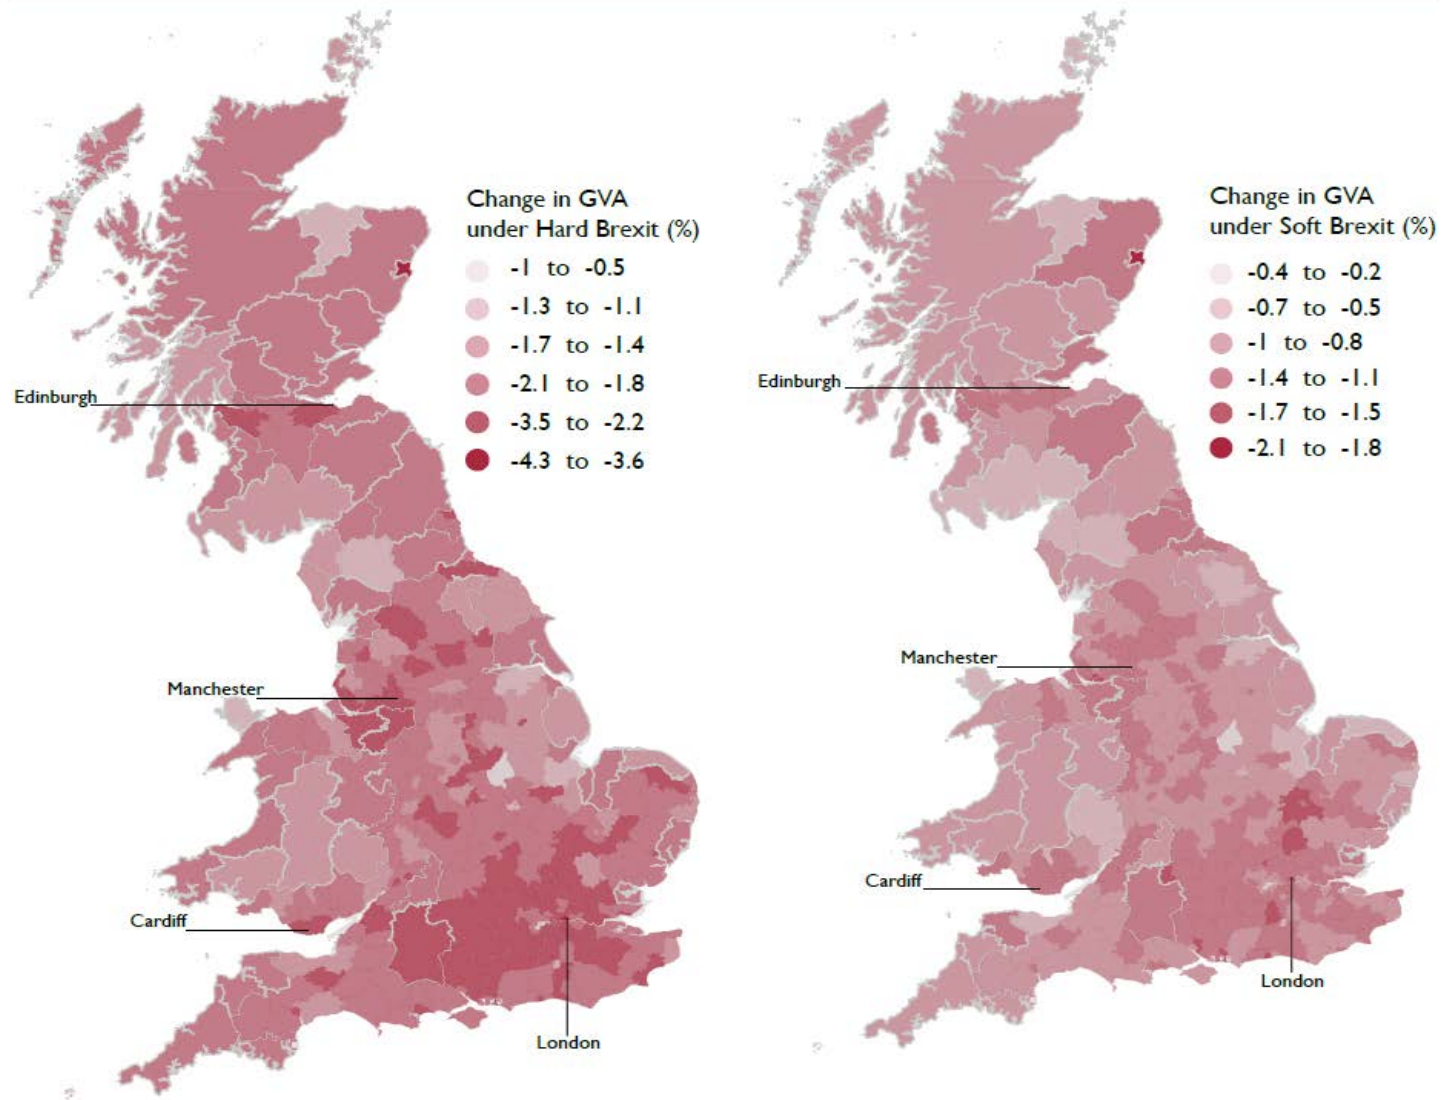 Change in GVA
under Hard Brexit (%)
-1 to -0.5
-1.3 to -1.1
-1.7 to -1.4
-2.1 to -1.8
-3.5 to -2.2
-4.3 to -3.6
Edinburgh
Manchester
Cardiff
London
Change in GVA
under Soft Brexit (%)
-0.4 to -0.2
-0.7 to -0.5
-1 to -0.8
-1.4 to -1.1
-1.7 to -1.5
-2.1 to -1.8
Edinburgh
Manchester
Cardiff
London